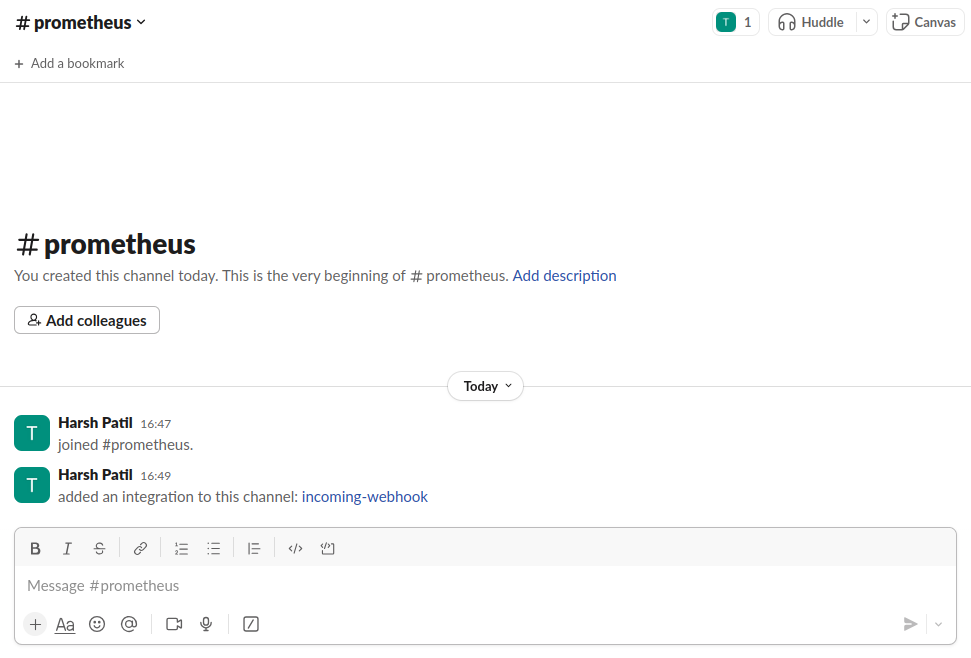 # prometheus
T 1 Huddle Canvas
+ Add a bookmark
# prometheus
You created this channel today. This is the very beginning of # prometheus. Add description
Add colleagues
Today
T Harsh Patil 16:47
joined #prometheus.
T Harsh Patil 16:49
added an integration to this channel: incoming-webhook
B I S
Message #prometheus
+ Aa @